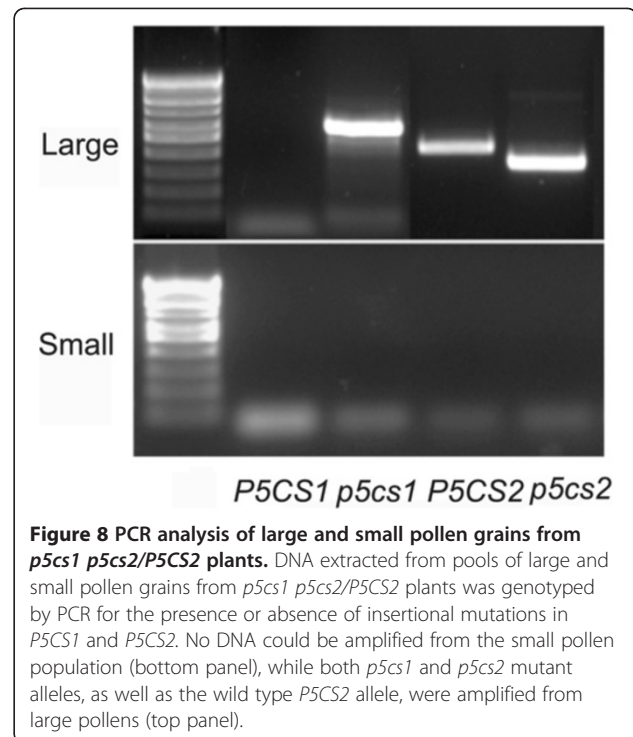 Large
Small
P5CS1 p5cs1 P5CS2 p5cs2
Figure 8 PCR analysis of large and small pollen grains from
p5cs1 p5cs2/P5CS2 plants. DNA extracted from pools of large and
small pollen grains from p5cs1 p5cs2/P5CS2 plants was genotyped
by PCR for the presence or absence of insertional mutations in
P5CS1 and P5CS2. No DNA could be amplified from the small pollen
population (bottom panel), while both p5cs1 and p5cs2 mutant
alleles, as well as the wild type P5CS2 allele, were amplified from
large pollens (top panel).